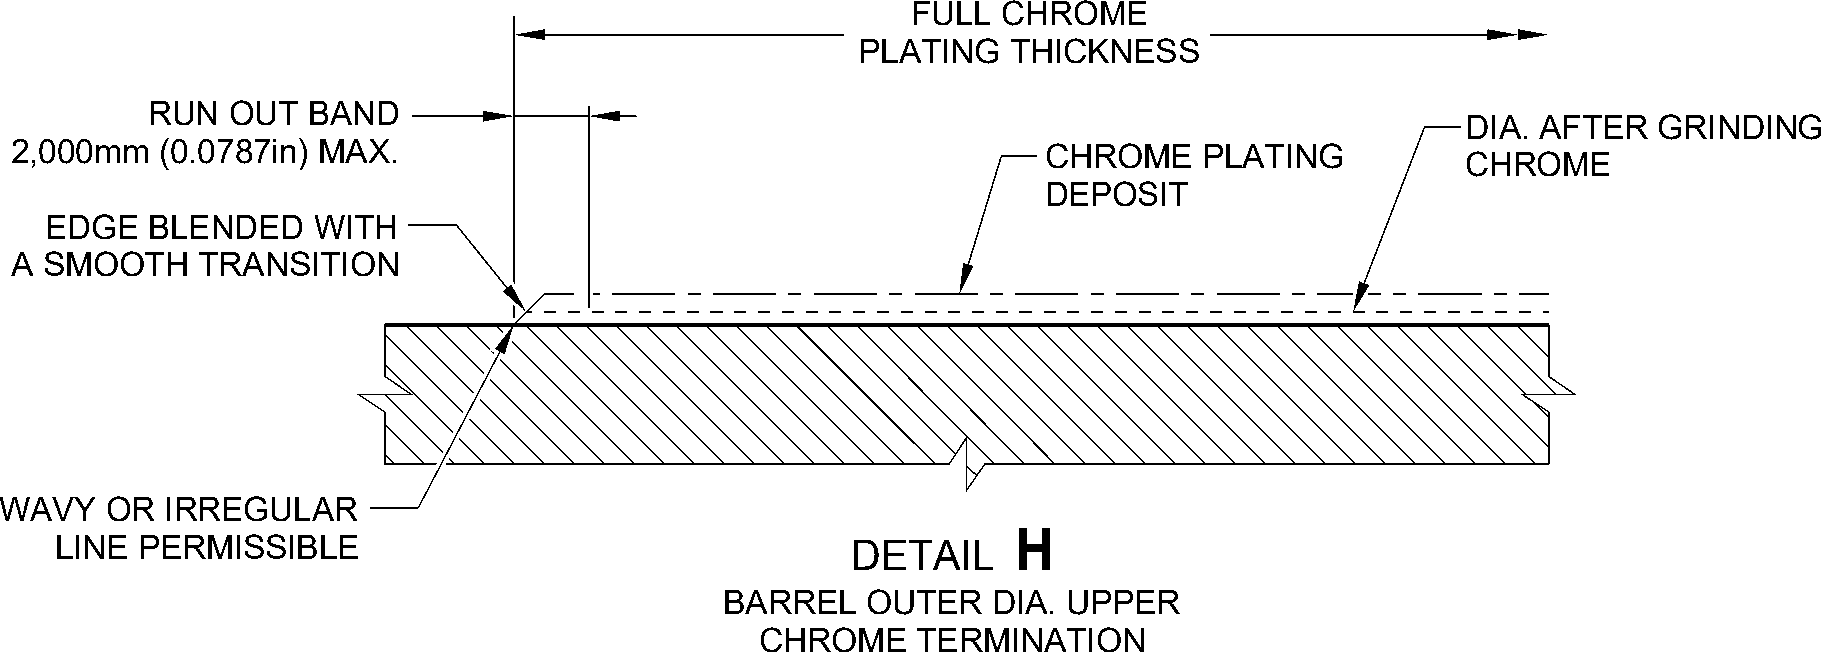 FULL CHROME
PLATING THICKNESS
RUN OUT BAND
2,000mm (0.0787in) MAX.
DIA. AFTER GRINDING
CHROME
CHROME PLATING
DEPOSIT
EDGE BLENDED WITH
A SMOOTH TRANSITION
WAVY OR IRREGULAR
LINE PERMISSIBLE
DETAIL H
BARREL OUTER DIA. UPPER
CHROME TERMINATION